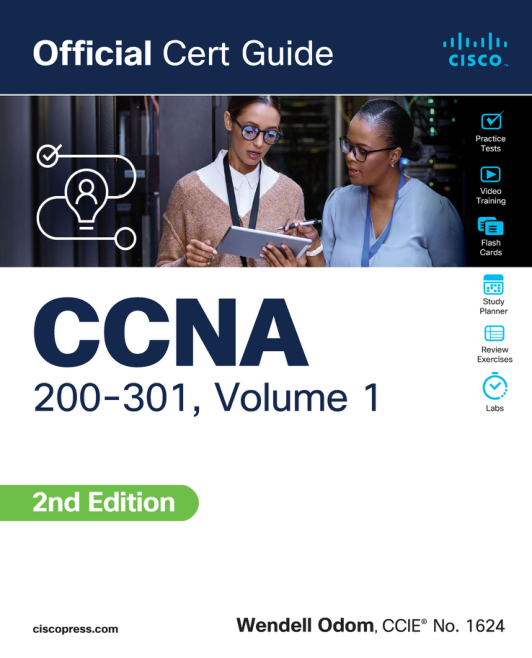 Official Cert Guide
CISCO™
Practice
Tests
Video
Training
Flash
Cards
Study
Planner
Review
Exercises
Labs
CCNA
200-301, Volume 1
2nd Edition
ciscopress.com
Wendell Odom, CCIE® No. 1624